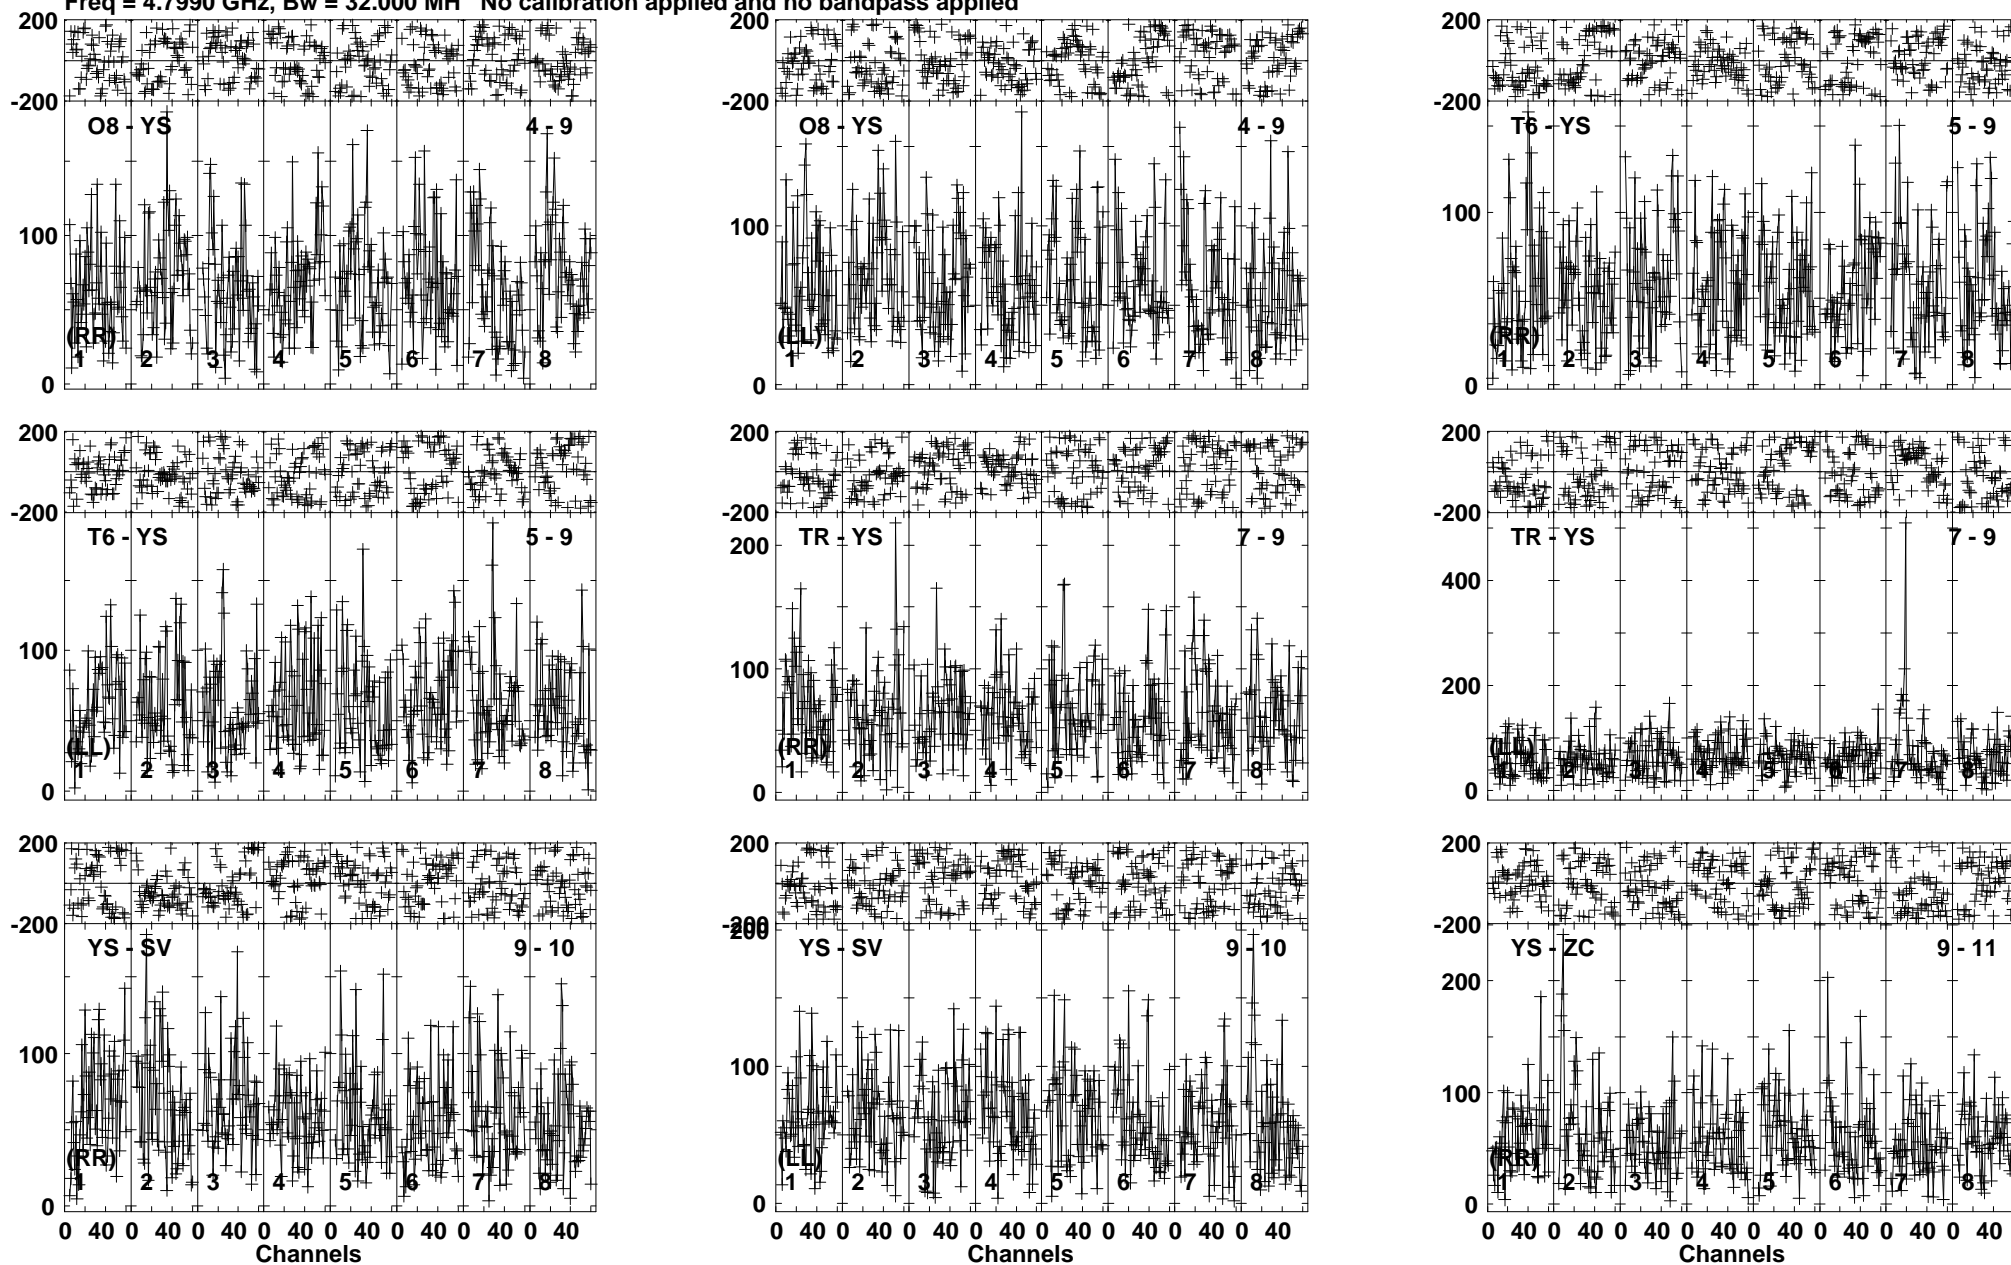 Freq = 4.7990 GHz, Bw = 32.000 MH No calibration applied and no bandpass applied
200 200 200
-200 -200 -200
O8 - YS 4 - 9 O8 - YS 4 - 9 T6 - YS 5 - 9
100 100 100
(RR) (LL) (RR)
1 2 3 4 5 6 7 8 1 2 3 4 5 6 7 8 1 2 3 4 5 6 7 8
0 0 0
200 200 200
-200 -200 -200
T6 - YS 5 - 9 TR - YS 7 - 9 TR - YS 7 - 9
200 400
100 100 200
(LL) (RR) (LL)
1 2 3 4 5 6 7 8 1 2 3 4 5 6 7 8 1 2 3 4 5 6 7 8
0 0 0
200 200 200
-200 -200 -200
200
YS - SV 9 - 10 YS - SV 9 - 10 YS - ZC 9 - 11
200
100 100 100
(RR) (LL) (RR)
1 2 3 4 5 6 7 8 1 2 3 4 5 6 7 8 1 2 3 4 5 6 7 8
0 0 0
0 40 0 40 0 40 0 40 0 40 0 40 0 40 0 40 0 40 0 40 0 40 0 40 0 40 0 40 0 40 0 40 0 40 0 40 0 40 0 40 0 40 0 40 0 40 0 40
Channels Channels Channels